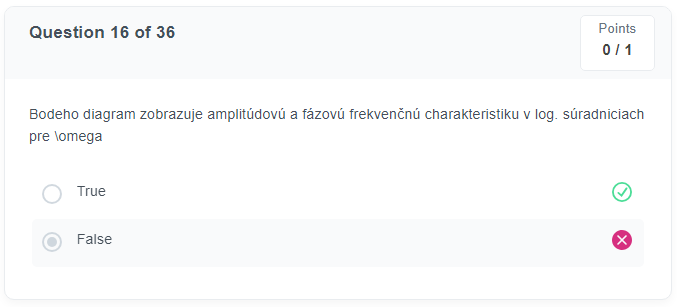 Question 16 of 36
Points
0 / 1
Bodeho diagram zobrazuje amplitúdovú a fázovú frekvenčnú charakteristiku v log. súradniciach
pre \omega
True
False